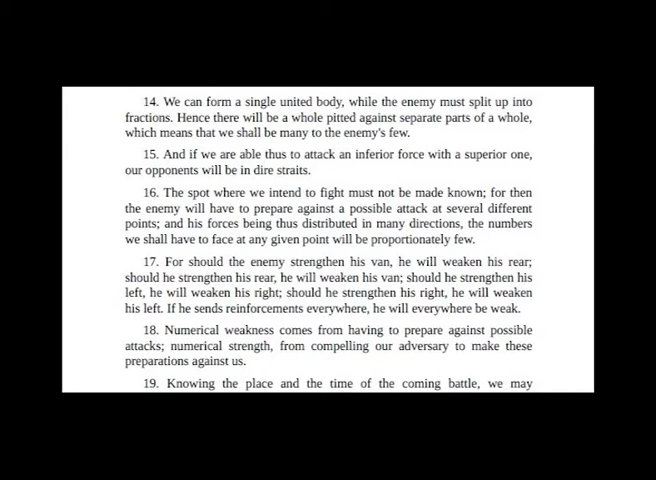 14. We can form a single united body, while the enemy must split up into
fractions. Hence there will be a whole pitted against separate parts of a whole,
which means that we shall be many to the enemy's few.
15. And if we are able thus to attack an inferior force with a superior one,
our opponents will be in dire straits.
16. The spot where we intend to fight must not be made known; for then
the enemy will have to prepare against a possible attack at several different
points; and his forces being thus distributed in many directions, the numbers
we shall have to face at any given point will be proportionately few.
17. For should the enemy strengthen his van, he will weaken his rear;
should he strengthen his rear, he will weaken his van; should he strengthen his
left, he will weaken his right; should he strengthen his right, he will weaken
his left. If he sends reinforcements everywhere, he will everywhere be weak.
18. Numerical weakness comes from having to prepare against possible
attacks; numerical strength, from compelling our adversary to make these
preparations against us.
19. Knowing the place and the time of the coming battle, we may